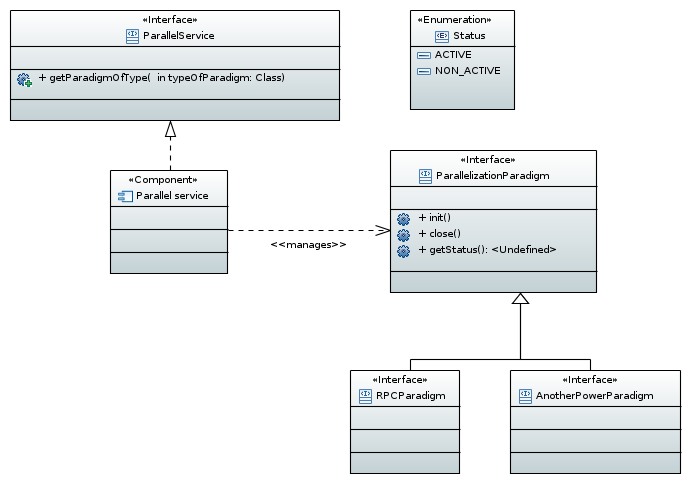 «Interface»
ParallelService
+ getParadigmOfType( in typeOfParadigm: Class)
«Enumeration»
Status
ACTIVE
NON_ACTIVE
«Component»
Parallel service
<<manages>>
«Interface»
ParallelizationParadigm
+ init()
+ close()
+ getStatus(): <Undefined>
«Interface»
RPCParadigm
«Interface»
AnotherPowerParadigm